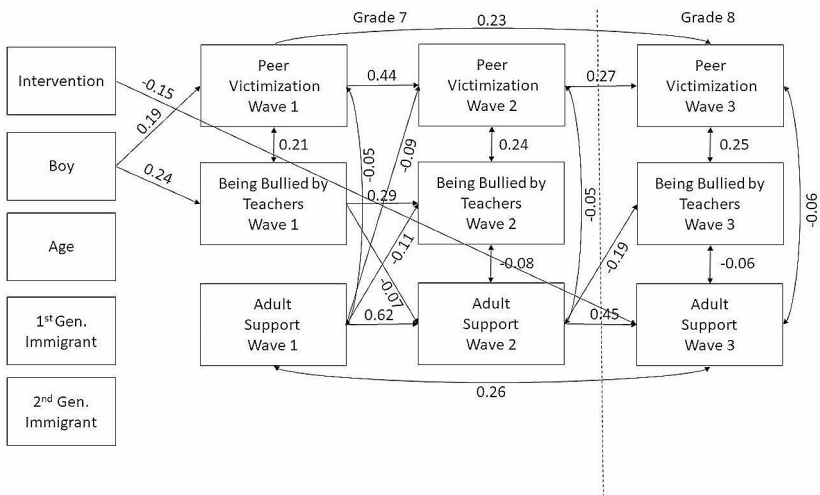 Grade 7
Grade 8
0.23
Intervention
Boy
Age
1st Gen.
Immigrant
2nd Gen.
Immigrant
-0.15
0.19
0.24
Peer
Victimization
Wave 1
0.44
Peer
Victimization
Wave 2
0.27
Peer
Victimization
Wave 3
0.21
-0.05
-0.09
0.24
0.25
Being Bullied by
Teachers
Wave 1
0.29
Being Bullied by
Teachers
Wave 2
-0.05
Being Bullied by
Teachers
Wave 3
-0.06
-0.11
-0.07
-0.08
-0.19
-0.06
Adult
Support
Wave 1
0.62
Adult
Support
Wave 2
0.45
Adult
Support
Wave 3
0.26